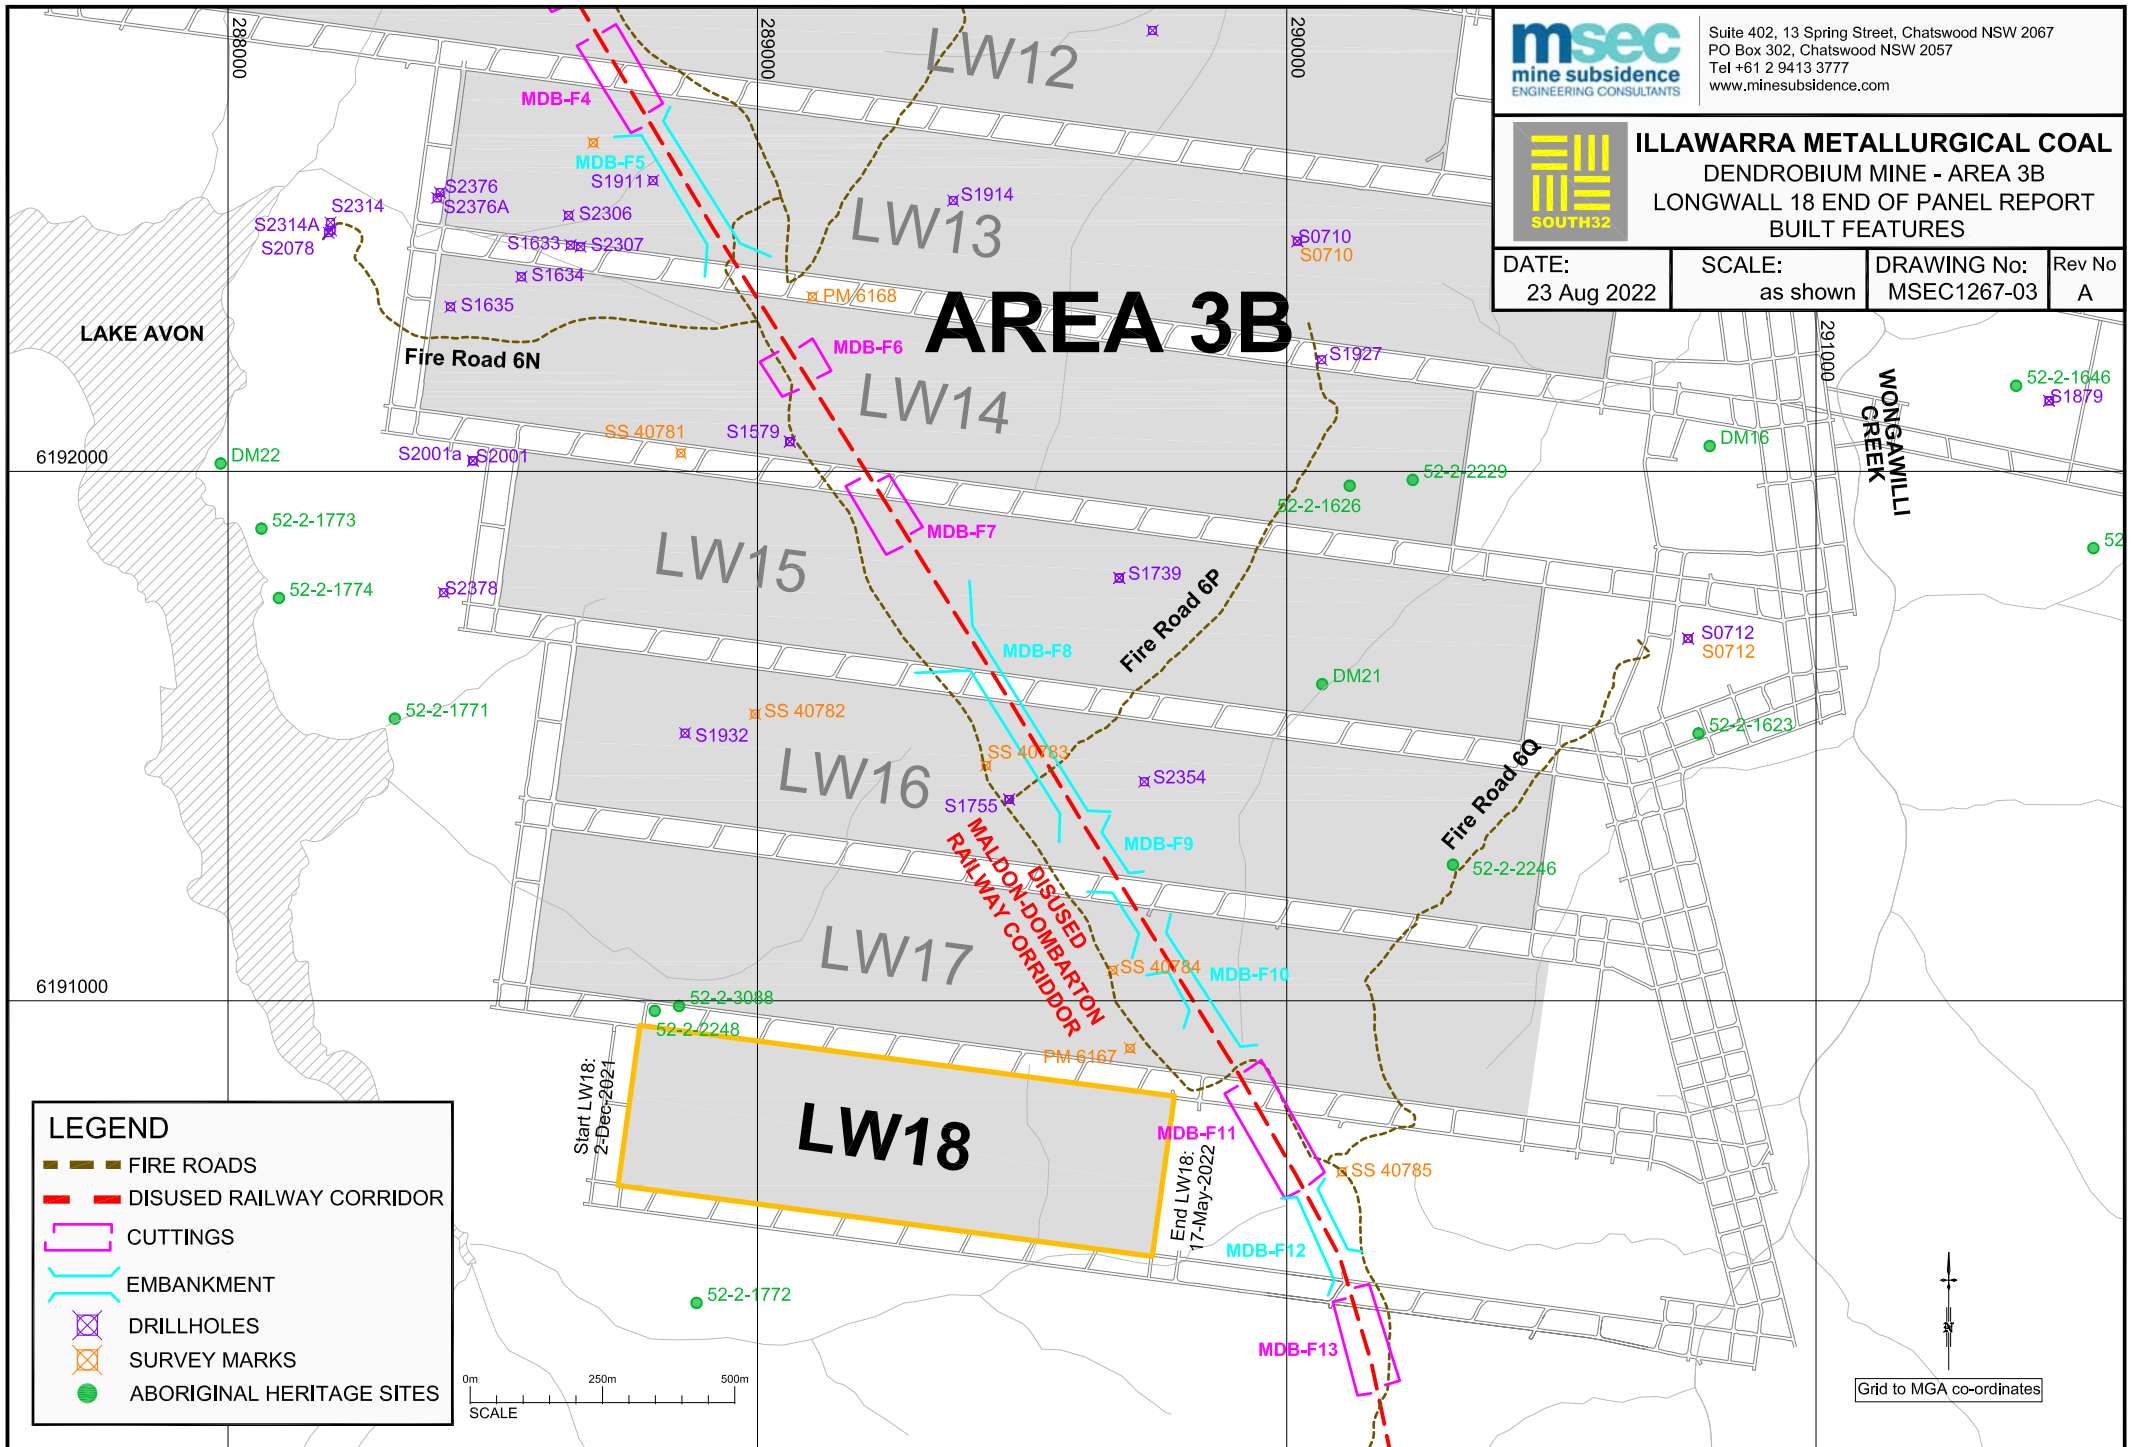 msec
mine subsidence
ENGINEERING CONSULTANTS
Suite 402, 13 Spring Street, Chatswood NSW 2067
PO Box 302, Chatswood NSW 2057
Tel +61 2 9413 3777
www.minesubsidence.com
SOUTH32
ILLAWARRA METALLURGICAL COAL
DENDROBIUM MINE - AREA 3B
LONGWALL 18 END OF PANEL REPORT
BUILT FEATURES
DATE:
23 Aug 2022
SCALE:
as shown
DRAWING No:
MSEC1267-03
Rev No
A
288000
289000
290000
291000
LW12
MDB-F4
MDB-F5
S1911
S2376
S2376A
S2314
S2314A
S2078
S2306
S1914
LW13
S1633
S2307
S0710
S0710
S1634
S1635
PM 6168
AREA 3B
LAKE AVON
Fire Road 6N
MDB-F6
S1927
LW14
WONGAWILLI
CREEK
52-2-1646
S1879
SS 40781
S1579
DM16
S2001a
S2001
DM22
6192000
52-2-2229
52-2-1626
52-2-1773
MDB-F7
52
LW15
S1739
52-2-1774
S2378
Fire Road 6P
S0712
S0712
MDB-F8
DM21
52-2-1771
SS 40782
S1932
52-2-1623
SS 40783
LW16
S2354
S1755
Fire Road 6Q
MDB-F9
52-2-2246
DISUSED
MALDON-DOMBARTON
RAILWAY CORRIDDOR
LW17
SS 40784
MDB-F10
6191000
52-2-3088
52-2-2248
PM 6167
Start LW18:
2-Dec-2021
LW18
MDB-F11
End LW18:
17-May-2022
SS 40785
MDB-F12
52-2-1772
MDB-F13
LEGEND
FIRE ROADS
DISUSED RAILWAY CORRIDOR
CUTTINGS
EMBANKMENT
DRILLHOLES
SURVEY MARKS
ABORIGINAL HERITAGE SITES
0m
250m
500m
SCALE
N
Grid to MGA co-ordinates